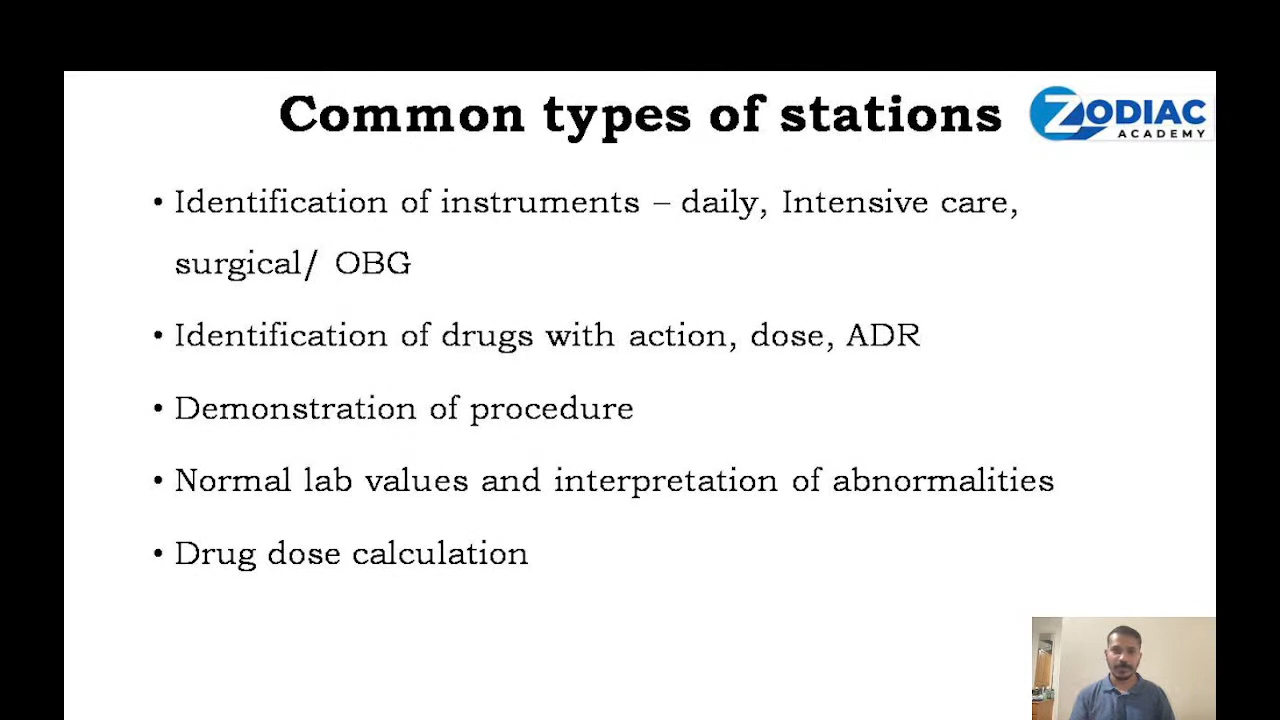 Common types of stations
ZODIAC
ACADEMY
• Identification of instruments – daily, Intensive care,
surgical/ OBG
• Identification of drugs with action, dose, ADR
• Demonstration of procedure
• Normal lab values and interpretation of abnormalities
• Drug dose calculation